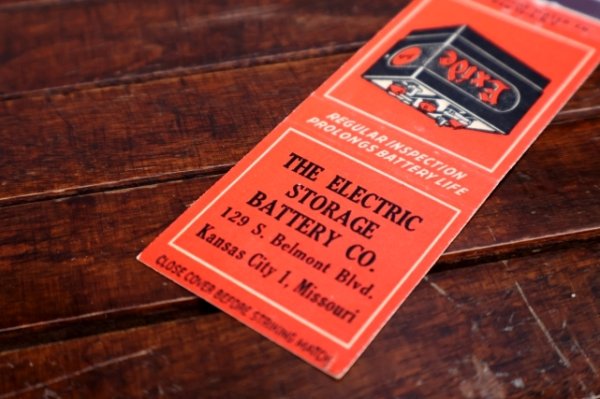 Exide
REGULAR INSPECTION
PROLONGS BATTERY LIFE
THE ELECTRIC
STORAGE
BATTERY CO.
129 S. Belmont Blvd.
Kansas City 1, Missouri
CLOSE COVER BEFORE STRIKING MATCH